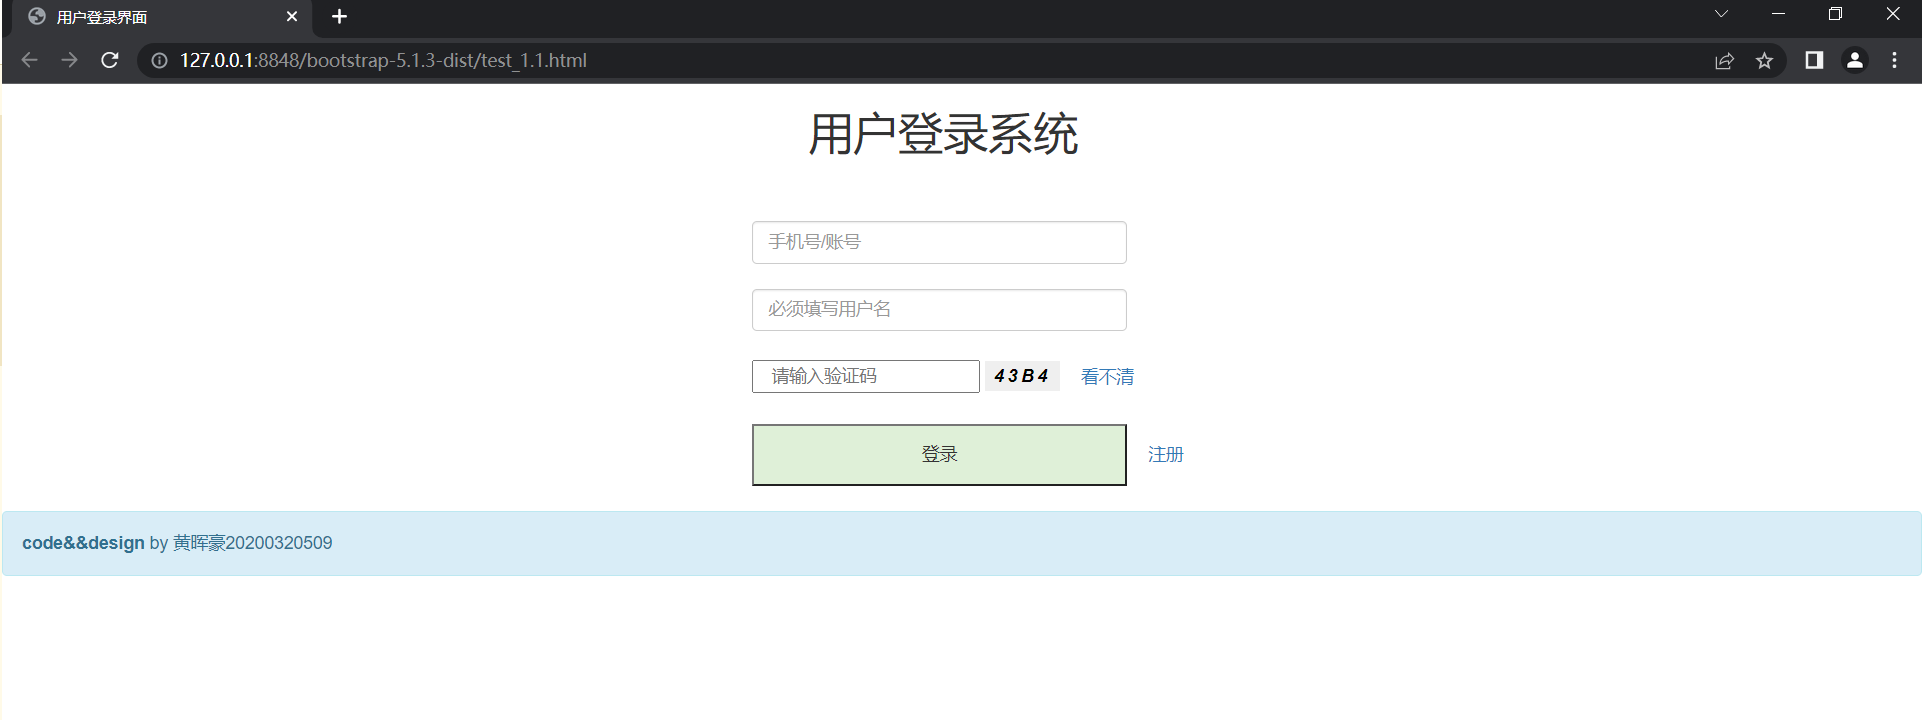 用户登录界面
127.0.0.1:8848/bootstrap-5.1.3-dist/test_1.1.html
用户登录系统
手机号/账号
必须填写用户名
请输入验证码 43B4 看不清
登录 注册
code&&design by 黄晖豪20200320509